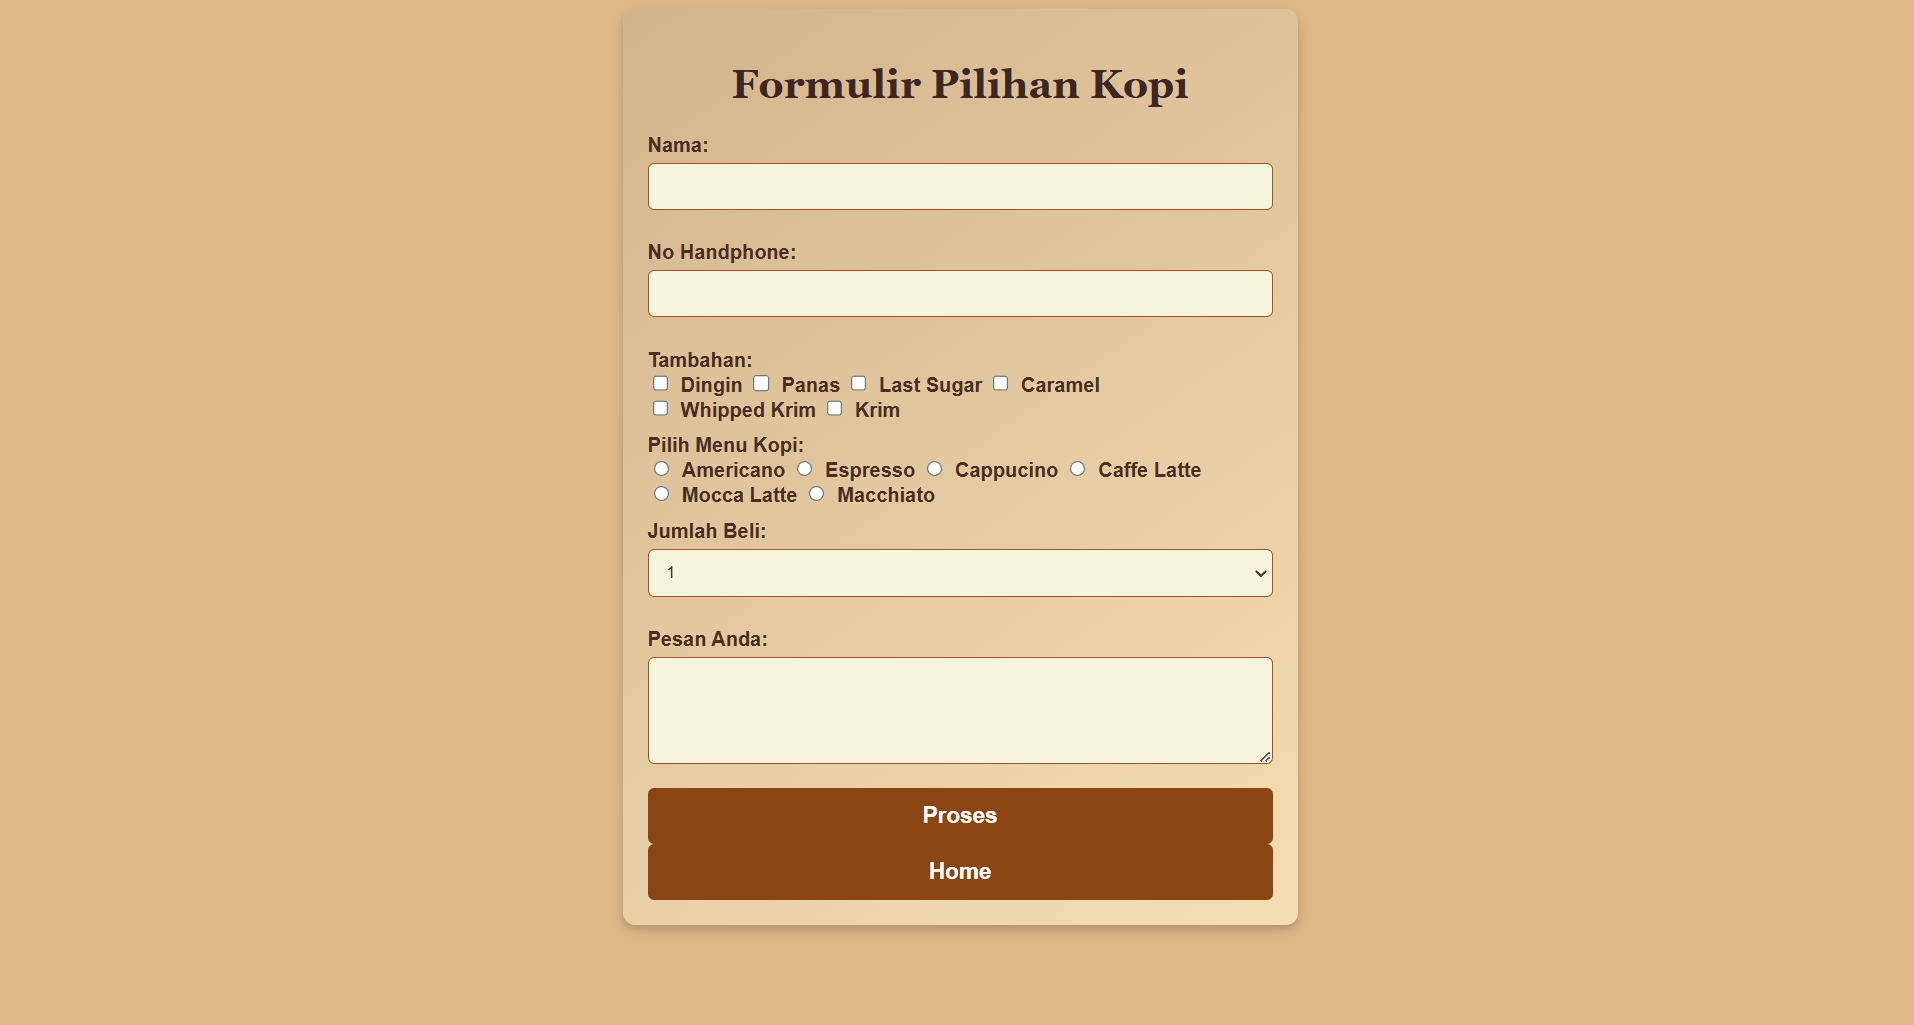 Formulir Pilihan Kopi
Nama:
No Handphone:
Tambahan:
Dingin Panas Last Sugar Caramel
Whipped Krim Krim
Pilih Menu Kopi:
Americano Espresso Cappucino Caffe Latte
Mocca Latte Macchiato
Jumlah Beli:
1
Pesan Anda:
Proses
Home